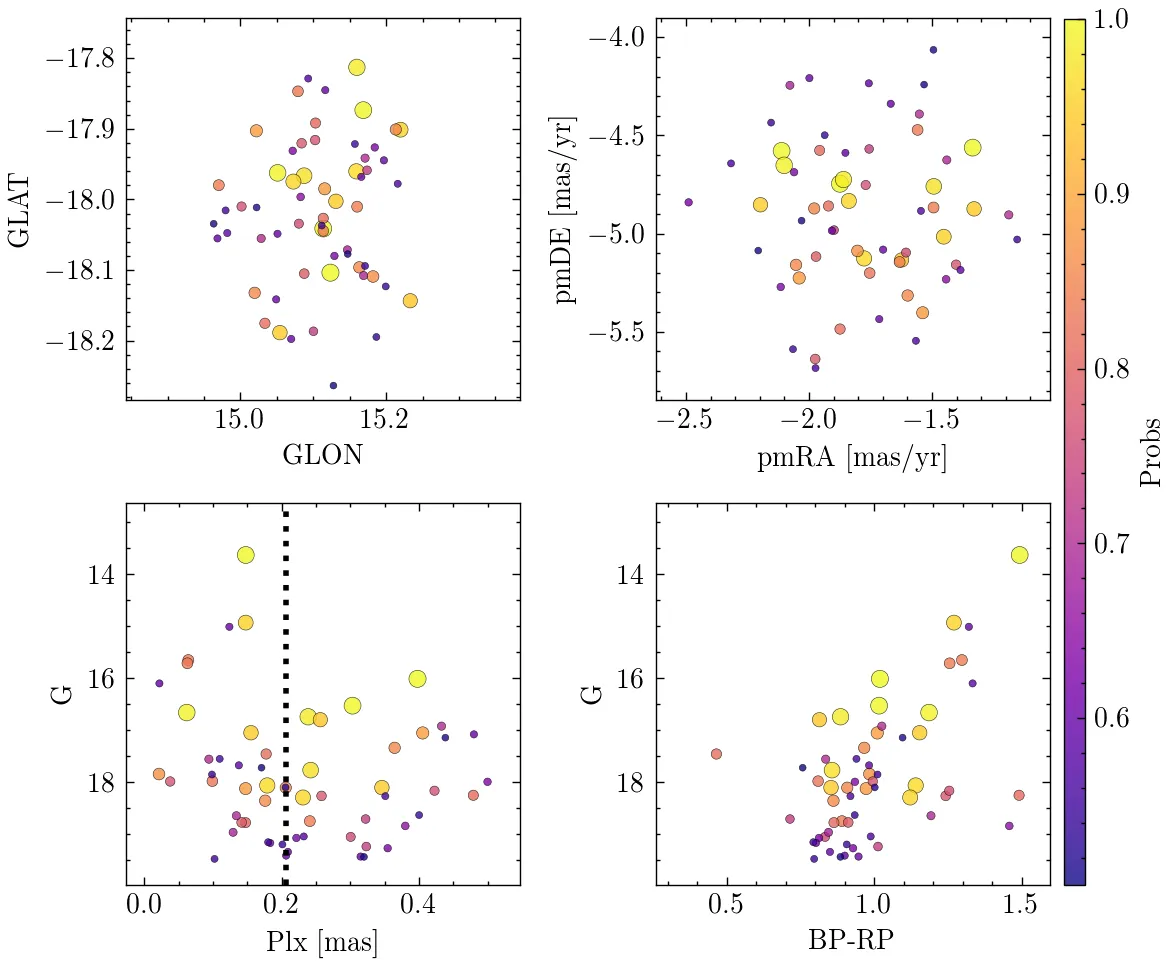 −17.8
−17.9
−18.0
−18.1
−18.2
GLAT
15.0 15.2
GLON
−4.0
−4.5
−5.0
−5.5
pmDE [mas/yr]
−2.5 −2.0 −1.5
pmRA [mas/yr]
14
16
18
G
0.0 0.2 0.4
Plx [mas]
14
16
18
G
0.5 1.0 1.5
BP-RP
1.0
0.9
0.8
0.7
0.6
Probs